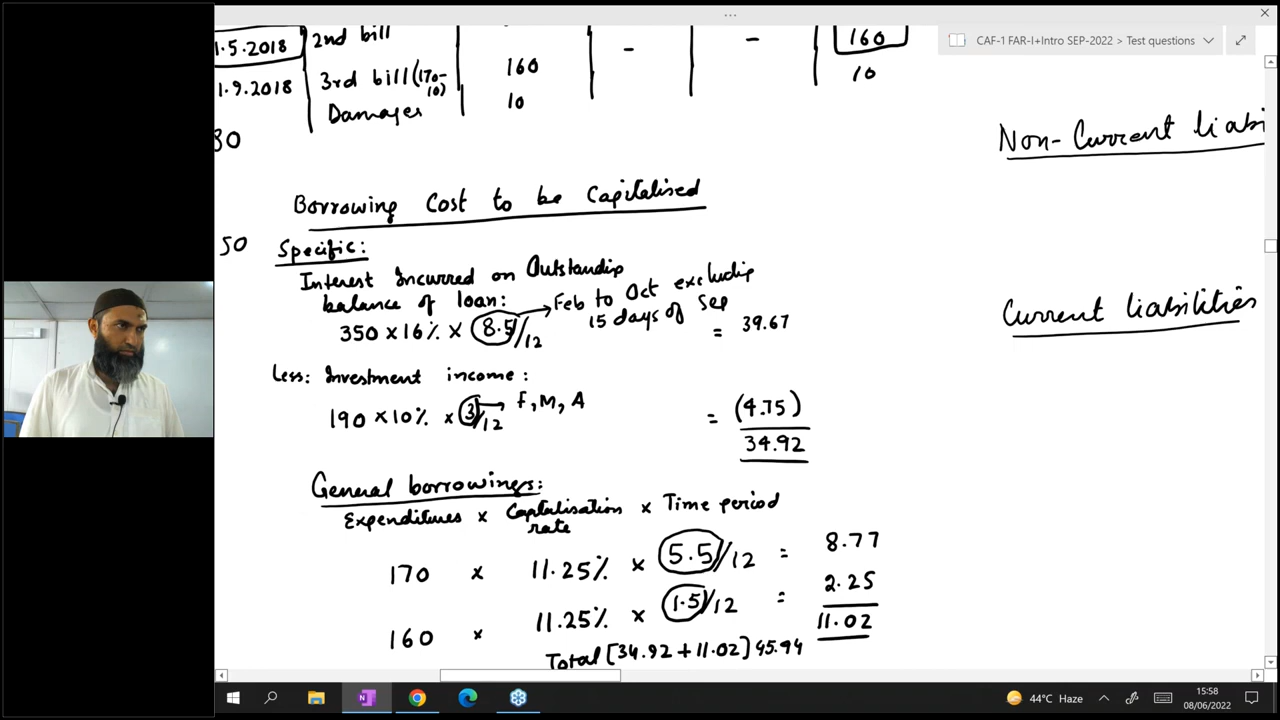 ...
CAF-1 FAR-I+Intro SEP-2022 > Test questions
1.5.2018 2nd bill - - 160
1.9.2018 3rd bill (170-10) 160 10
Damages 10
30
Non-Current liabi
Borrowing Cost to be Capitalised
50
Specific:
Interest Incurred on Outstanding
balance of loan: Feb to Oct excluding
15 days of Sep
350 x 16% x 8.5/12 = 39.67
Current liabilities
Less: Investment income:
190 x 10% x 3/12 F, M, A = (4.75)
34.92
General borrowings:
Expenditures x Capitalisation rate x Time period
170 x 11.25% x 5.5/12 = 8.77
160 x 11.25% x 1.5/12 = 2.25
11.02
Total [34.92 + 11.02] 45.94
44°C Haze
15:58
08/06/2022